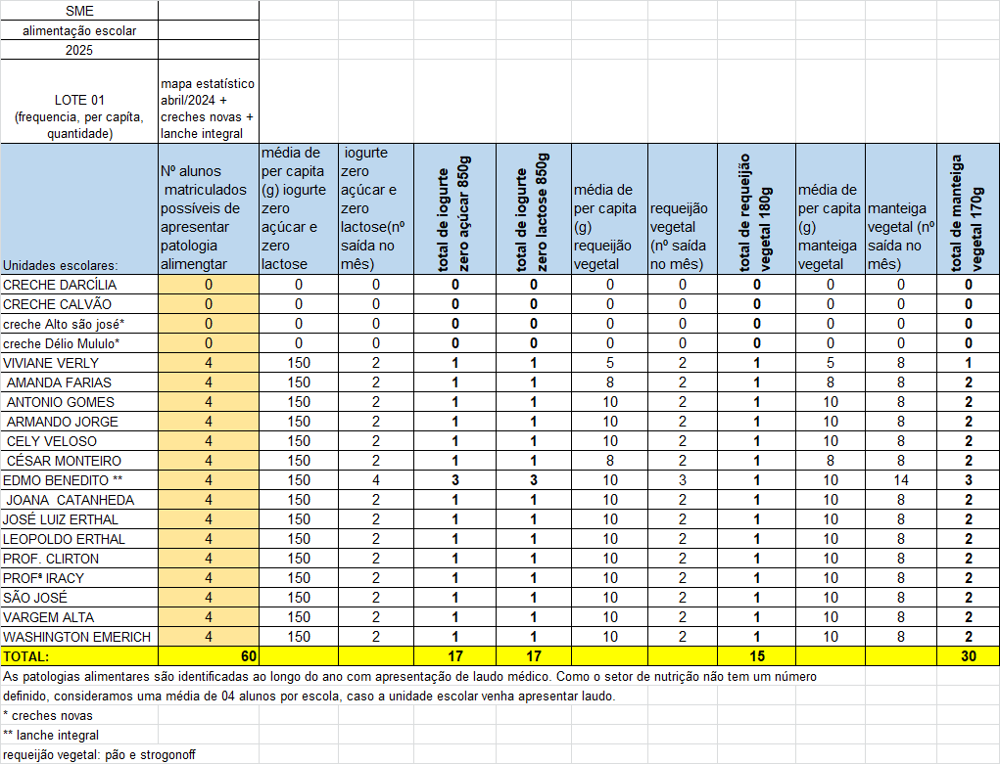 SME
alimentação escolar
2025
LOTE 01
(frequencia, per capíta,
quantidade)
mapa estatístico
abril/2024 +
creches novas +
lanche integral
Unidades escolares:
Nº alunos
matriculados
possíveis de
apresentar
patologia
alimengtar
média de
per capita
(g) iogurte
zero
açúcar e
zero
lactose
iogurte
zero
açúcar e
zero
lactose(nº
saída no
mês)
total de iogurte
zero açúcar 850g
total de iogurte
zero lactose 850g
média de
per capita
(g)
requeijão
vegetal
requeijão
vegetal
(nº saída
no mês)
total de requeijão
vegetal 180g
média de
per capita
(g)
manteiga
vegetal
manteiga
vegetal (nº
saída no
mês)
total de manteiga
vegetal 170g
CRECHE DARCÍLIA 0 0 0 0 0 0 0 0 0 0 0
CRECHE CALVÃO 0 0 0 0 0 0 0 0 0 0 0
creche Alto são josé* 0 0 0 0 0 0 0 0 0 0 0
creche Délio Mululo* 0 0 0 0 0 0 0 0 0 0 0
VIVIANE VERLY 4 150 2 1 1 5 2 1 5 8 1
AMANDA FARIAS 4 150 2 1 1 8 2 1 8 8 2
ANTONIO GOMES 4 150 2 1 1 10 2 1 10 8 2
ARMANDO JORGE 4 150 2 1 1 10 2 1 10 8 2
CELY VELOSO 4 150 2 1 1 10 2 1 10 8 2
CÉSAR MONTEIRO 4 150 2 1 1 8 2 1 8 8 2
EDMO BENEDITO ** 4 150 4 3 3 10 3 1 10 14 3
JOANA CATANHEDA 4 150 2 1 1 10 2 1 10 8 2
JOSÉ LUIZ ERTHAL 4 150 2 1 1 10 2 1 10 8 2
LEOPOLDO ERTHAL 4 150 2 1 1 10 2 1 10 8 2
PROF. CLIRTON 4 150 2 1 1 10 2 1 10 8 2
PROFª IRACY 4 150 2 1 1 10 2 1 10 8 2
SÃO JOSÉ 4 150 2 1 1 10 2 1 10 8 2
VARGEM ALTA 4 150 2 1 1 10 2 1 10 8 2
WASHINGTON EMERICH 4 150 2 1 1 10 2 1 10 8 2
TOTAL: 60 17 17 15 30
As patologias alimentares são identificadas ao longo do ano com apresentação de laudo médico. Como o setor de nutrição não tem um número
definido, consideramos uma média de 04 alunos por escola, caso a unidade escolar venha apresentar laudo.
* creches novas
** lanche integral
requeijão vegetal: pão e strogonoff